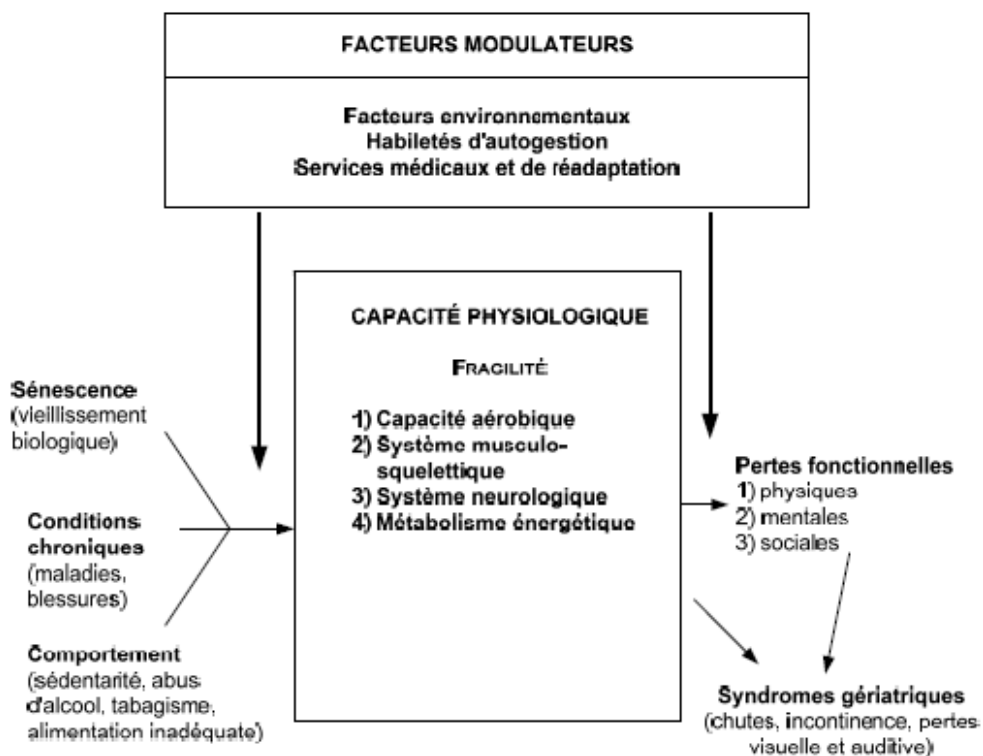 FACTEURS MODULATEURS
Facteurs environnementaux
Habiletés d'autogestion
Services médicaux et de réadaptation
CAPACITÉ PHYSIOLOGIQUE
FRAGILITÉ
1) Capacité aérobique
2) Système musculo-
squelettique
3) Système neurologique
4) Métabolisme énergétique
Sénescence
(vieillissement
biologique)
Conditions
chroniques
(maladies,
blessures)
Comportement
(sédentarité, abus
d'alcool, tabagisme,
alimentation inadéquate)
Pertes fonctionnelles
1) physiques
2) mentales
3) sociales
Syndromes gériatriques
(chutes, incontinence, pertes
visuelle et auditive)